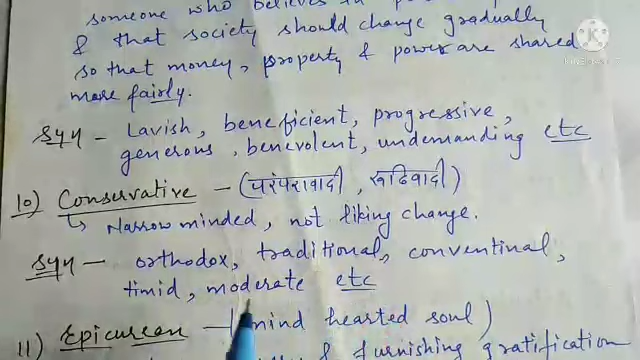 someone who believes in
& that society should change gradually
so that money, property & power are shared
more fairly.
Syn - Lavish, beneficient, progressive,
generous, benevolent, undemanding etc
10) Conservative - (परंपरावादी, रूढिवादी)
↳ Narrow minded, not liking change.
Syn - orthodox, traditional, conventinal,
timid, moderate etc
11) Epicurean - (mind hearted soul)
& furnishing gratification
KINEMASTER